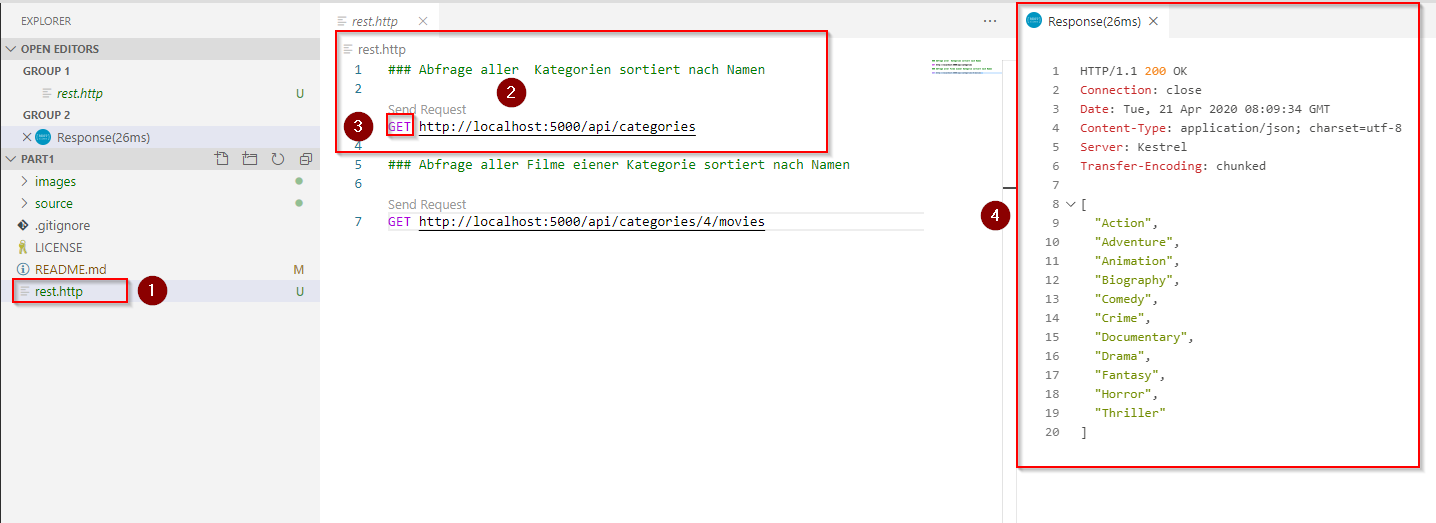 EXPLORER
OPEN EDITORS
GROUP 1
rest.http U
GROUP 2
Response(26ms)
PART1
images
source
.gitignore
LICENSE
README.md M
rest.http U
1
rest.http
...
rest.http
1 ### Abfrage aller  Kategorien sortiert nach Namen
2
2
Send Request
3 GET http://localhost:5000/api/categories
4
5 ### Abfrage aller Filme eiener Kategorie sortiert nach Namen
6
Send Request
7 GET http://localhost:5000/api/categories/4/movies
4
Response(26ms)
1 HTTP/1.1 200 OK
2 Connection: close
3 Date: Tue, 21 Apr 2020 08:09:34 GMT
4 Content-Type: application/json; charset=utf-8
5 Server: Kestrel
6 Transfer-Encoding: chunked
7
8 [
9 "Action",
10 "Adventure",
11 "Animation",
12 "Biography",
13 "Comedy",
14 "Crime",
15 "Documentary",
16 "Drama",
17 "Fantasy",
18 "Horror",
19 "Thriller"
20 ]